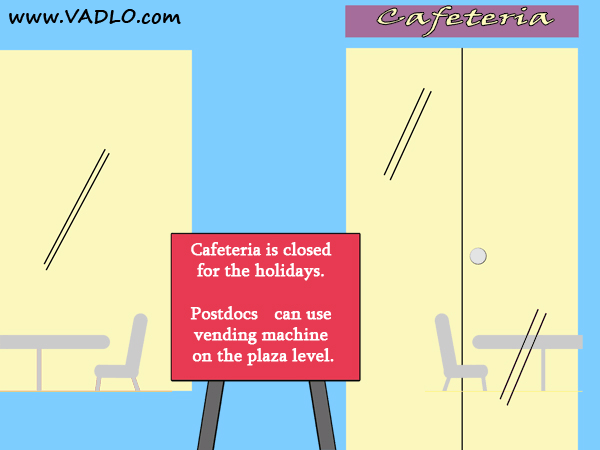 www.VADLO.com
Cafeteria
Cafeteria is closed
for the holidays.
Postdocs can use
vending machine
on the plaza level.